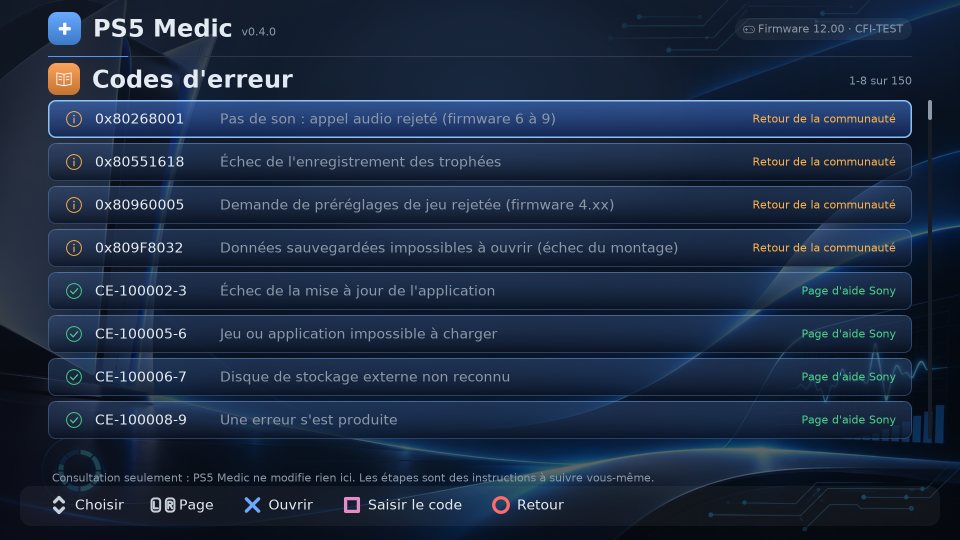 PS5 Medic v0.4.0
Firmware 12.00 · CFI-TEST
Codes d'erreur
1-8 sur 150
0x80268001 Pas de son : appel audio rejeté (firmware 6 à 9) Retour de la communauté
0x80551618 Échec de l'enregistrement des trophées Retour de la communauté
0x80960005 Demande de préréglages de jeu rejetée (firmware 4.xx) Retour de la communauté
0x809F8032 Données sauvegardées impossibles à ouvrir (échec du montage) Retour de la communauté
CE-100002-3 Échec de la mise à jour de l'application Page d'aide Sony
CE-100005-6 Jeu ou application impossible à charger Page d'aide Sony
CE-100006-7 Disque de stockage externe non reconnu Page d'aide Sony
CE-100008-9 Une erreur s'est produite Page d'aide Sony
Consultation seulement : PS5 Medic ne modifie rien ici. Les étapes sont des instructions à suivre vous-même.
Choisir L R Page Ouvrir Saisir le code Retour